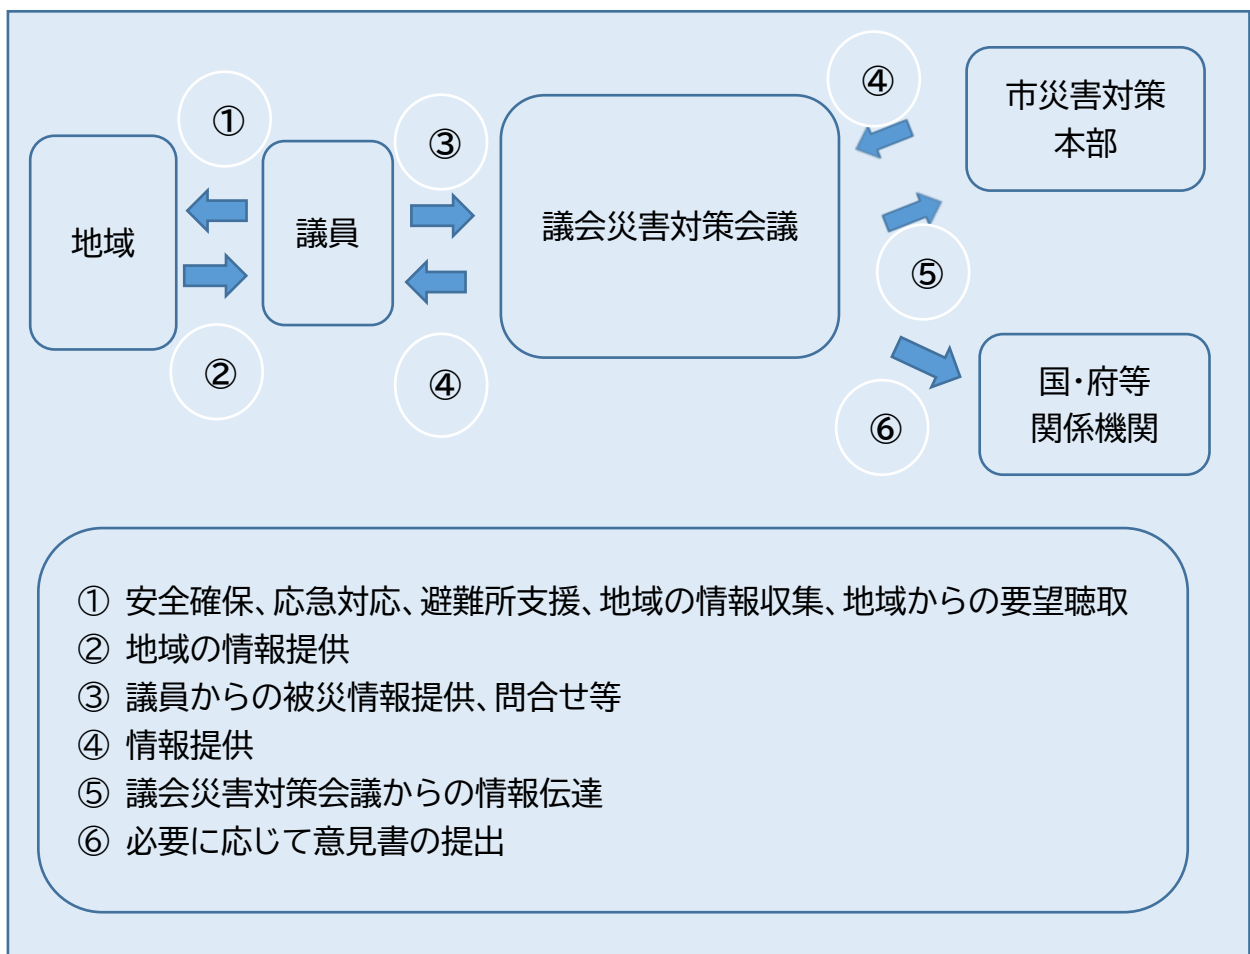 ①
③
④
市災害対策
本部
地域
議員
議会災害対策会議
⑤
②
④
⑥
国・府等
関係機関
① 安全確保、応急対応、避難所支援、地域の情報収集、地域からの要望聴取
② 地域の情報提供
③ 議員からの被災情報提供、問合せ等
④ 情報提供
⑤ 議会災害対策会議からの情報伝達
⑥ 必要に応じて意見書の提出